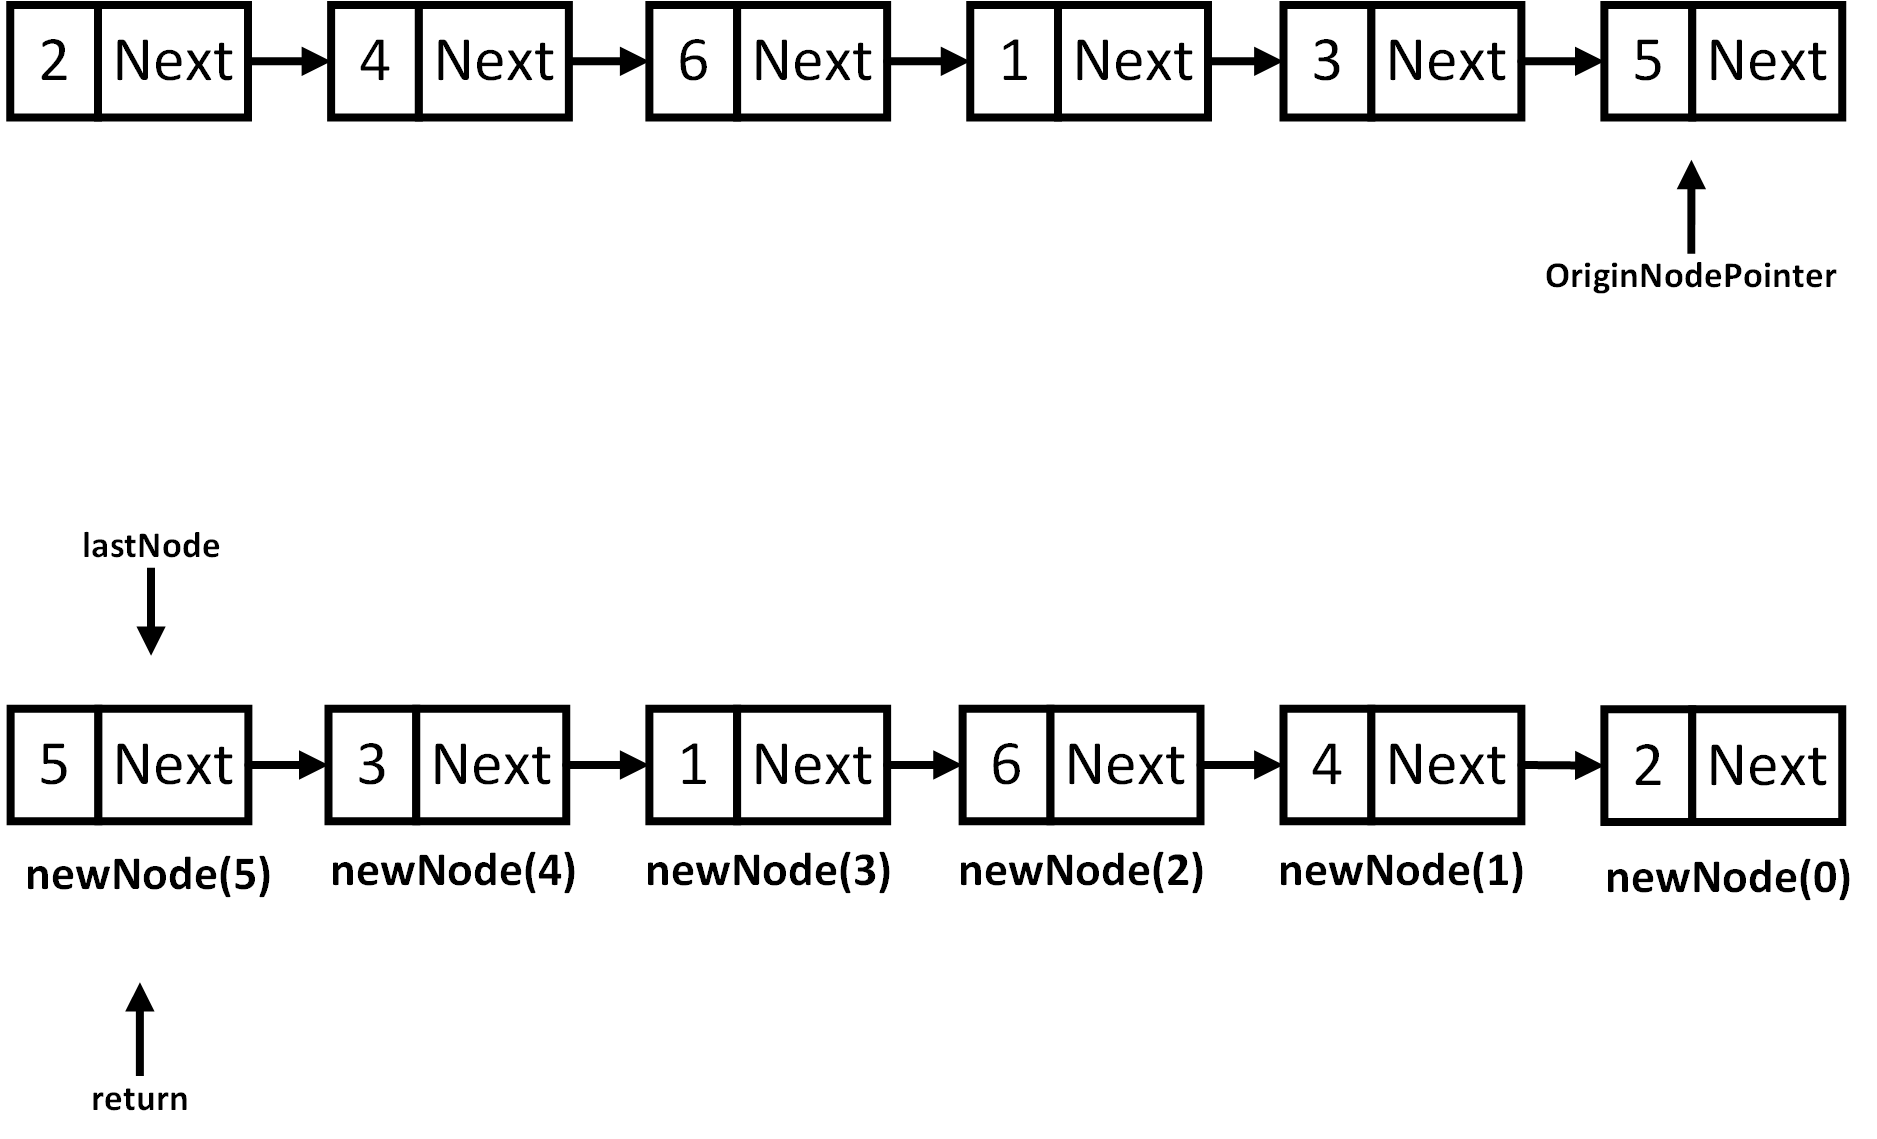 2 Next 4 Next 6 Next 1 Next 3 Next 5 Next
OriginNodePointer
lastNode
5 Next 3 Next 1 Next 6 Next 4 Next 2 Next
newNode(5) newNode(4) newNode(3) newNode(2) newNode(1) newNode(0)
return